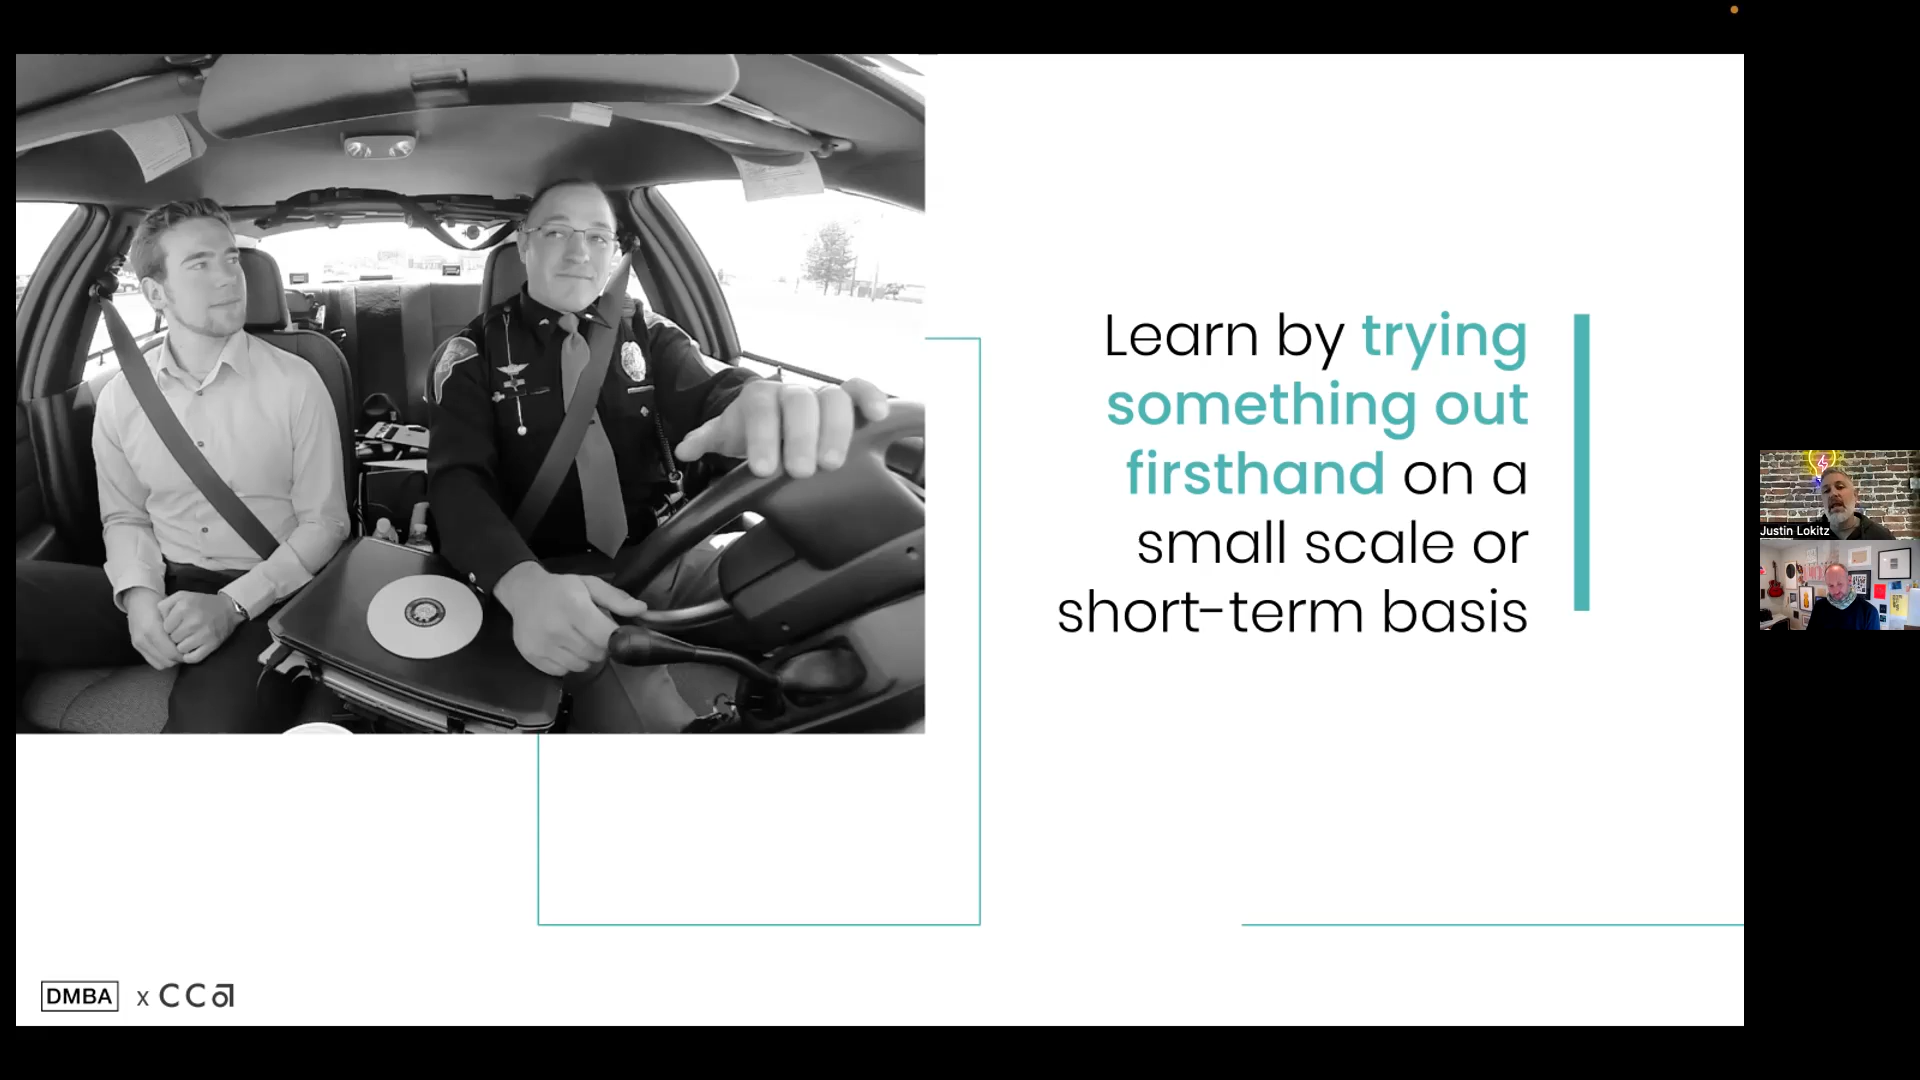 Learn by trying
something out
firsthand on a
small scale or
short-term basis
Justin Lokitz
DMBA x CCA